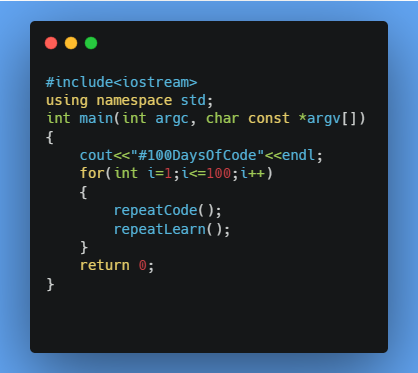 #include<iostream>
using namespace std;
int main(int argc, char const *argv[])
{
    cout<<"#100DaysOfCode"<<endl;
    for(int i=1;i<=100;i++)
    {
        repeatCode();
        repeatLearn();
    }
    return 0;
}